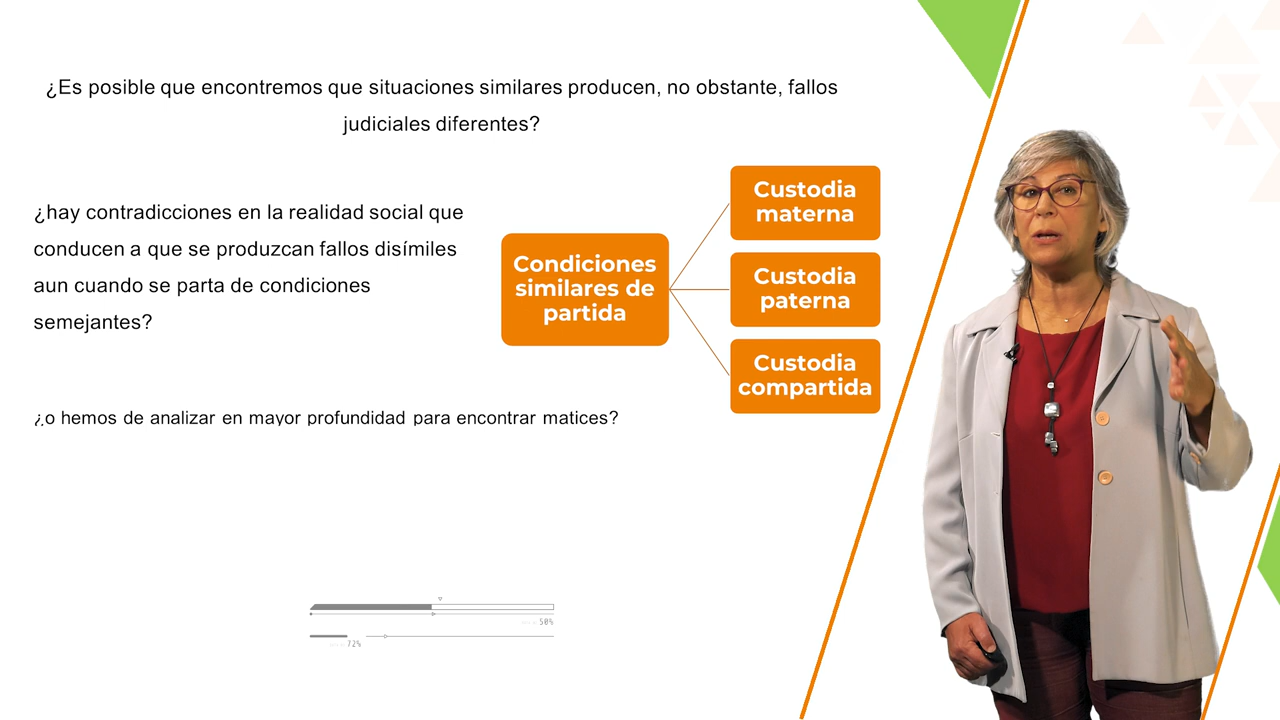 ¿Es posible que encontremos que situaciones similares producen, no obstante, fallos
judiciales diferentes?
¿hay contradicciones en la realidad social que
conducen a que se produzcan fallos disímiles
aun cuando se parta de condiciones
semejantes?
Condiciones
similares de
partida
Custodia
materna
Custodia
paterna
Custodia
compartida
¿o hemos de analizar en mayor profundidad para encontrar matices?
50%
72%